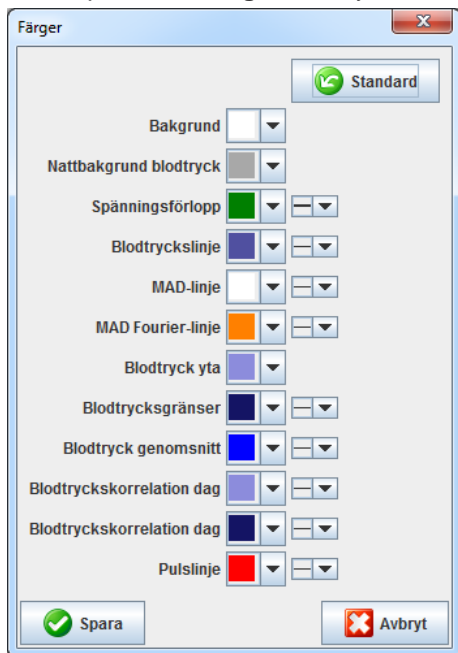 Färger
Standard
Bakgrund
Nattbakgrund blodtryck
Spänningsförlopp
Blodtryckslinje
MAD-linje
MAD Fourier-linje
Blodtryck yta
Blodtrycksgränser
Blodtryck genomsnitt
Blodtryckskorrelation dag
Blodtryckskorrelation dag
Pulslinje
Spara
Avbryt